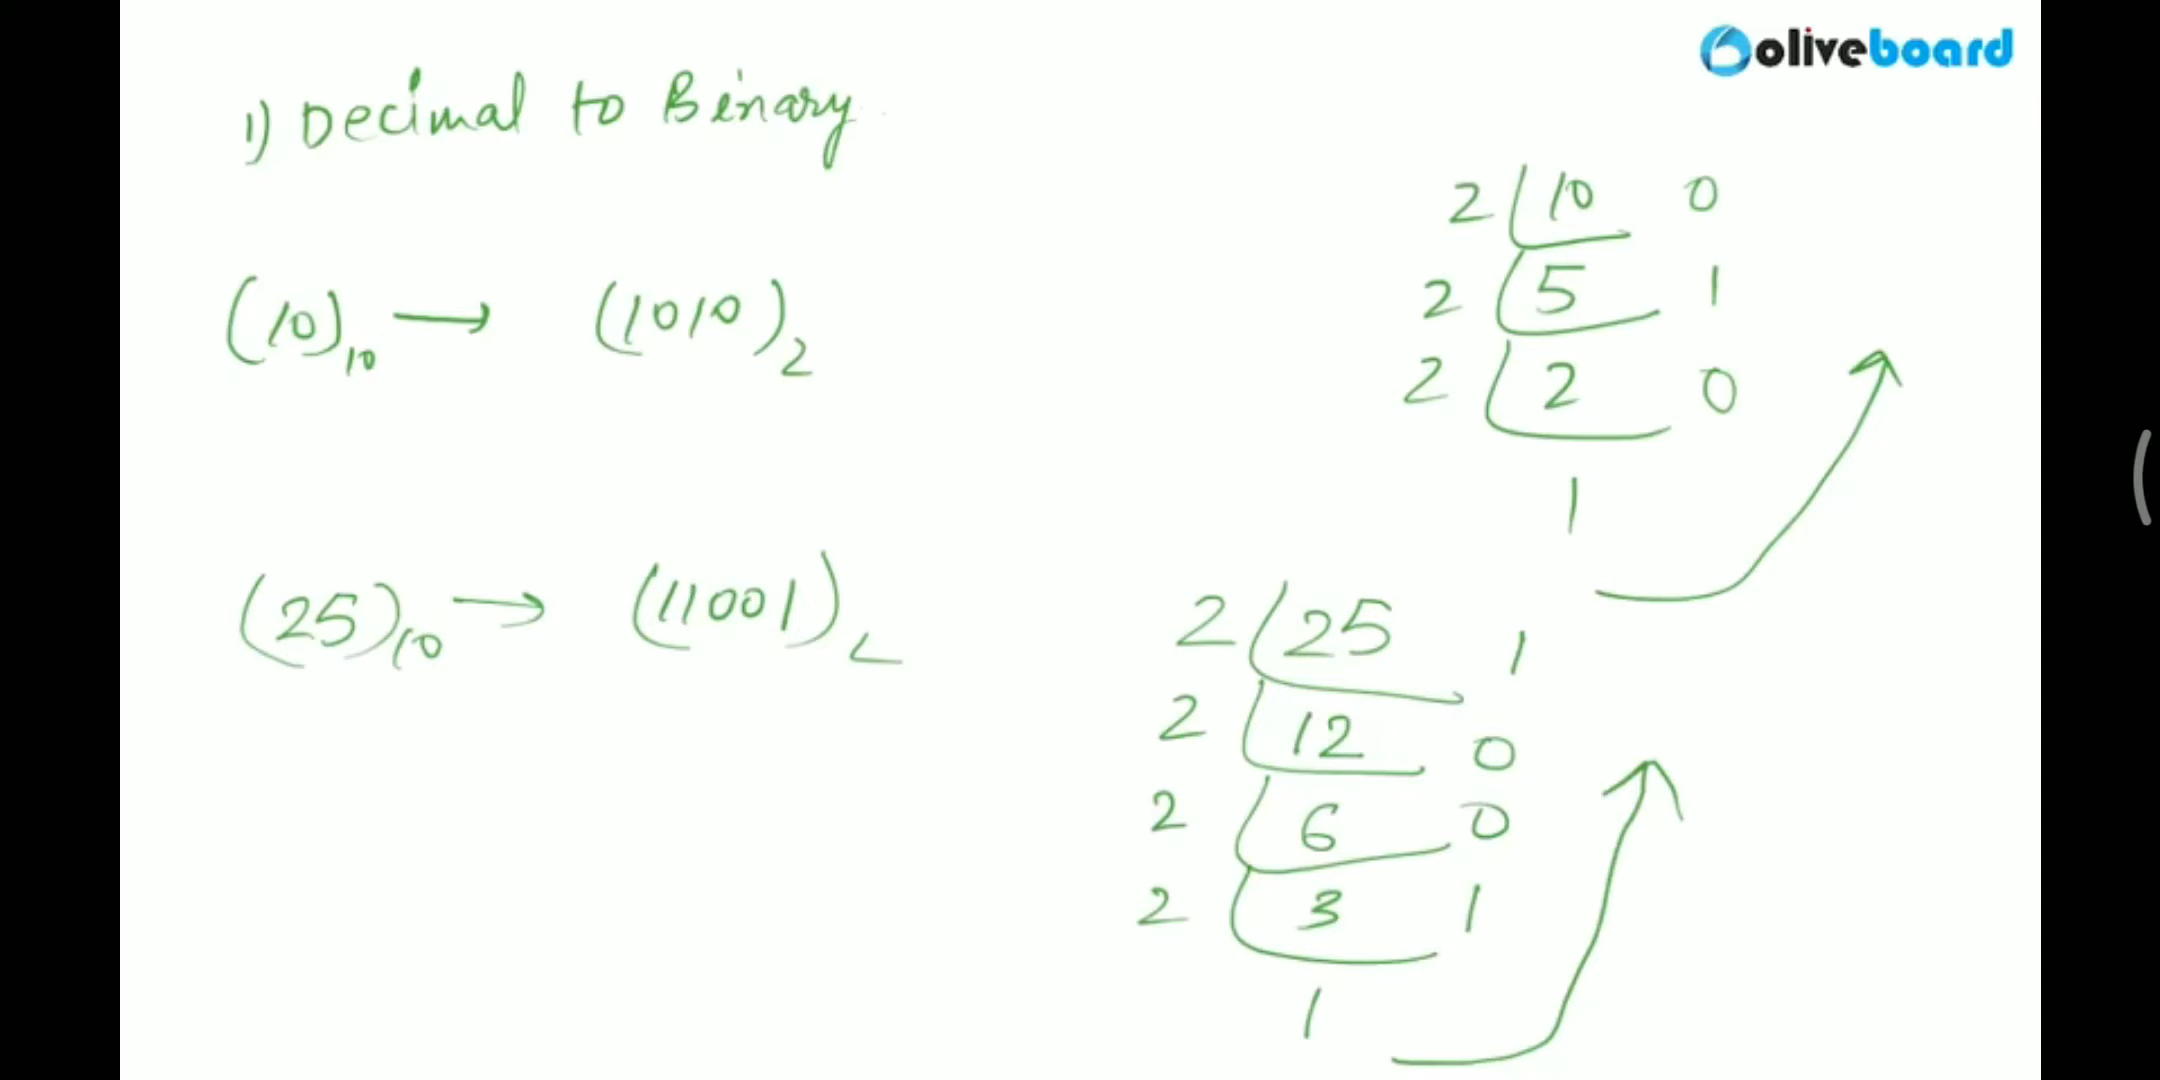 oliveboard
1) Decimal to Binary
(10)10 → (1010)2
2 10 0
2 5 1
2 2 0
1
(25)10 → (11001)2
2 25 1
2 12 0
2 6 0
2 3 1
1